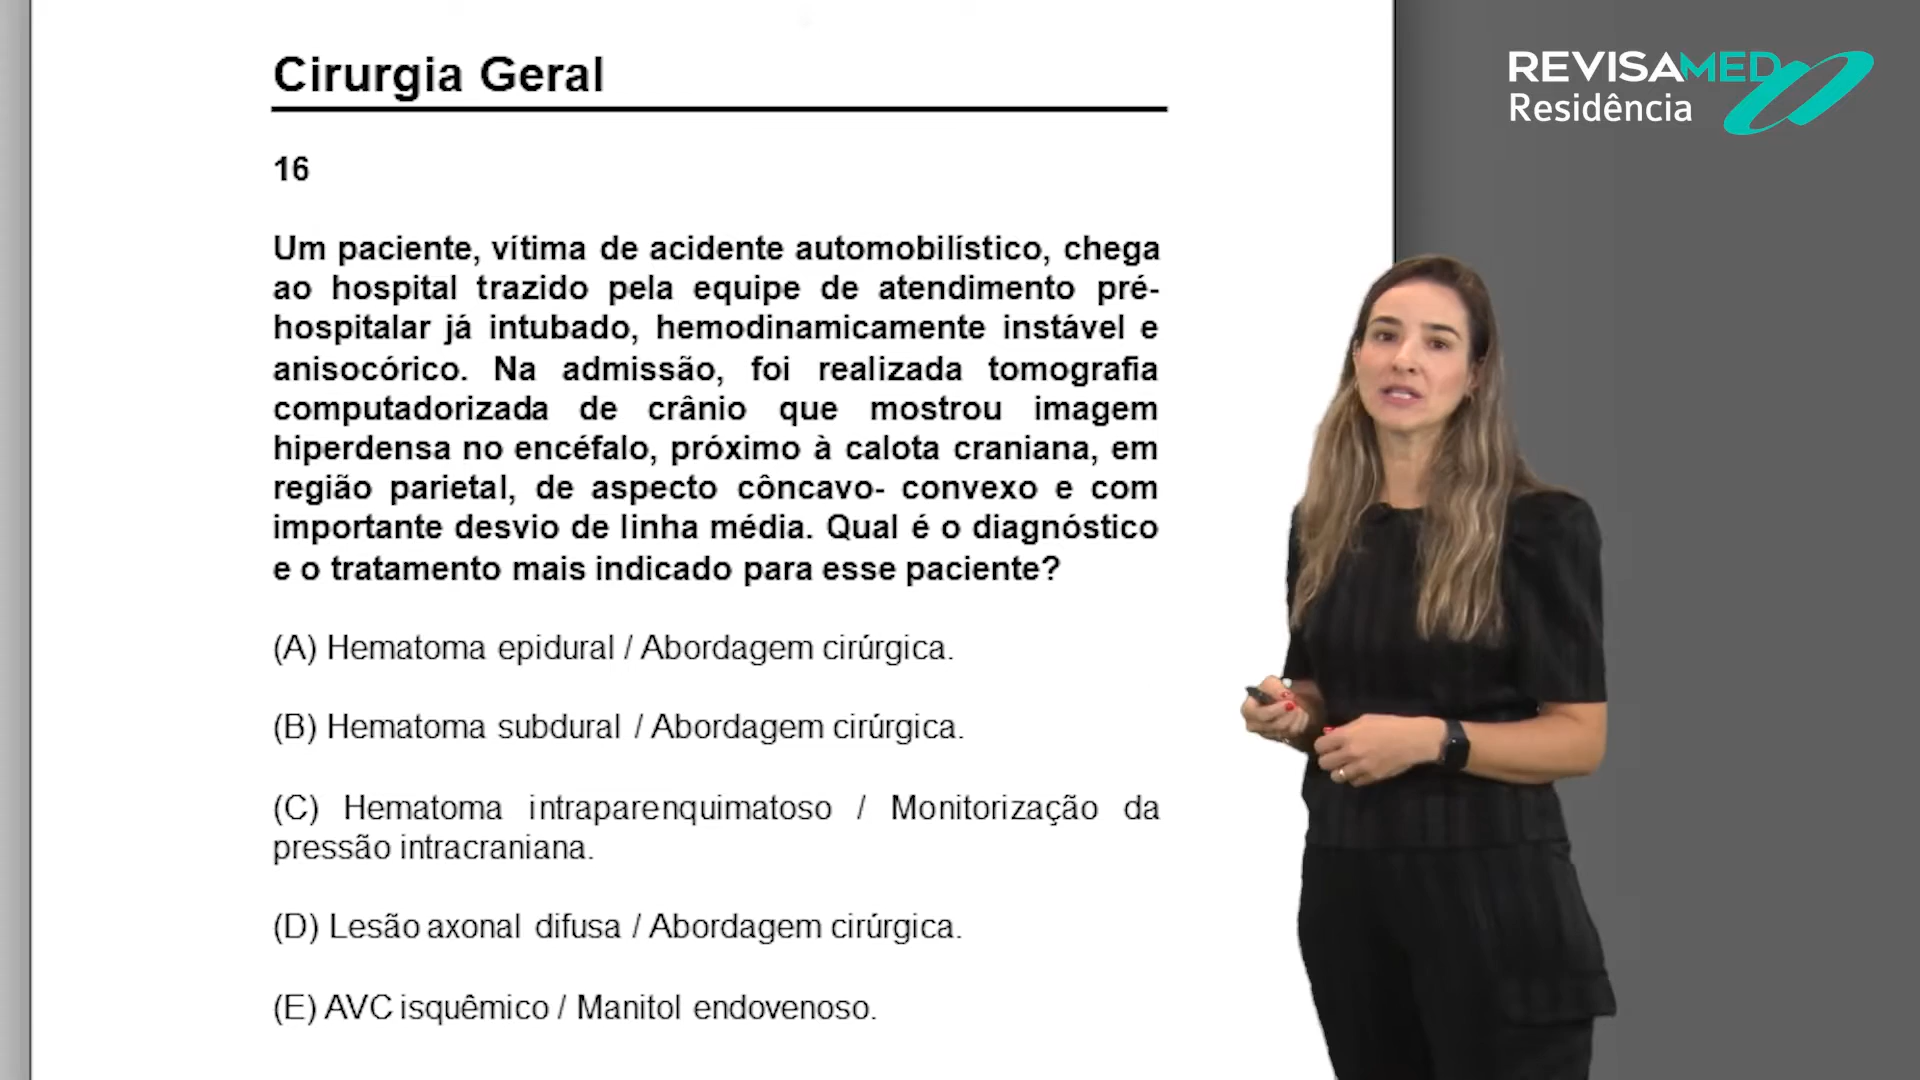 Cirurgia Geral
REVISAMED
Residência
16
Um paciente, vítima de acidente automobilístico, chega
ao hospital trazido pela equipe de atendimento pré-
hospitalar já intubado, hemodinamicamente instável e
anisocórico. Na admissão, foi realizada tomografia
computadorizada de crânio que mostrou imagem
hiperdensa no encéfalo, próximo à calota craniana, em
região parietal, de aspecto côncavo- convexo e com
importante desvio de linha média. Qual é o diagnóstico
e o tratamento mais indicado para esse paciente?
(A) Hematoma epidural / Abordagem cirúrgica.
(B) Hematoma subdural / Abordagem cirúrgica.
(C) Hematoma intraparenquimatoso / Monitorização da
pressão intracraniana.
(D) Lesão axonal difusa / Abordagem cirúrgica.
(E) AVC isquêmico / Manitol endovenoso.